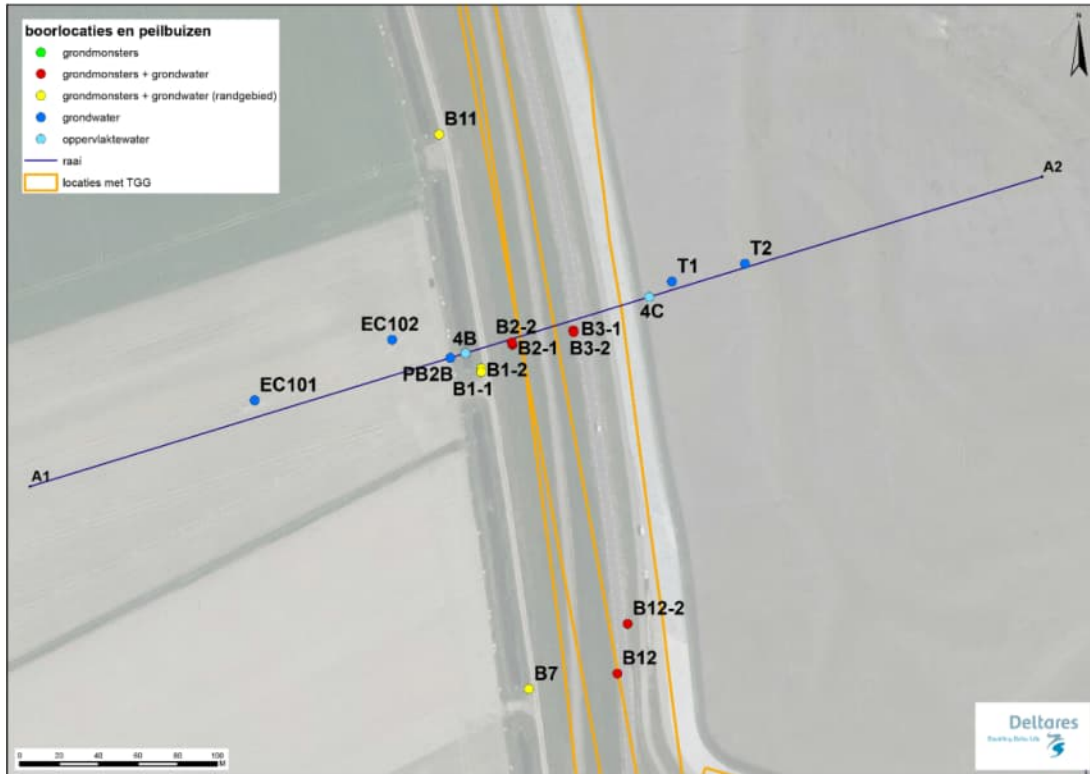 boorlocaties en peilbuizen
grondmonsters
grondmonsters + grondwater
grondmonsters + grondwater (randgebied)
grondwater
oppervlaktewater
raai
locaties met TGG
N
B11
A2
T2
T1
4C
B3-1
B3-2
B2-2
B2-1
EC102
4B
PB2B
B1-2
B1-1
EC101
A1
B12-2
B12
B7
0 20 40 60 80 100
M
Deltares